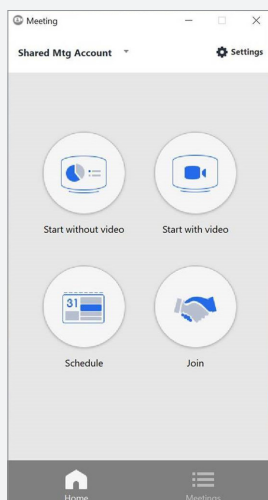 Meeting
Shared Mtg Account
Settings
Start without video
Start with video
31
Schedule
Join
Home
Meetings